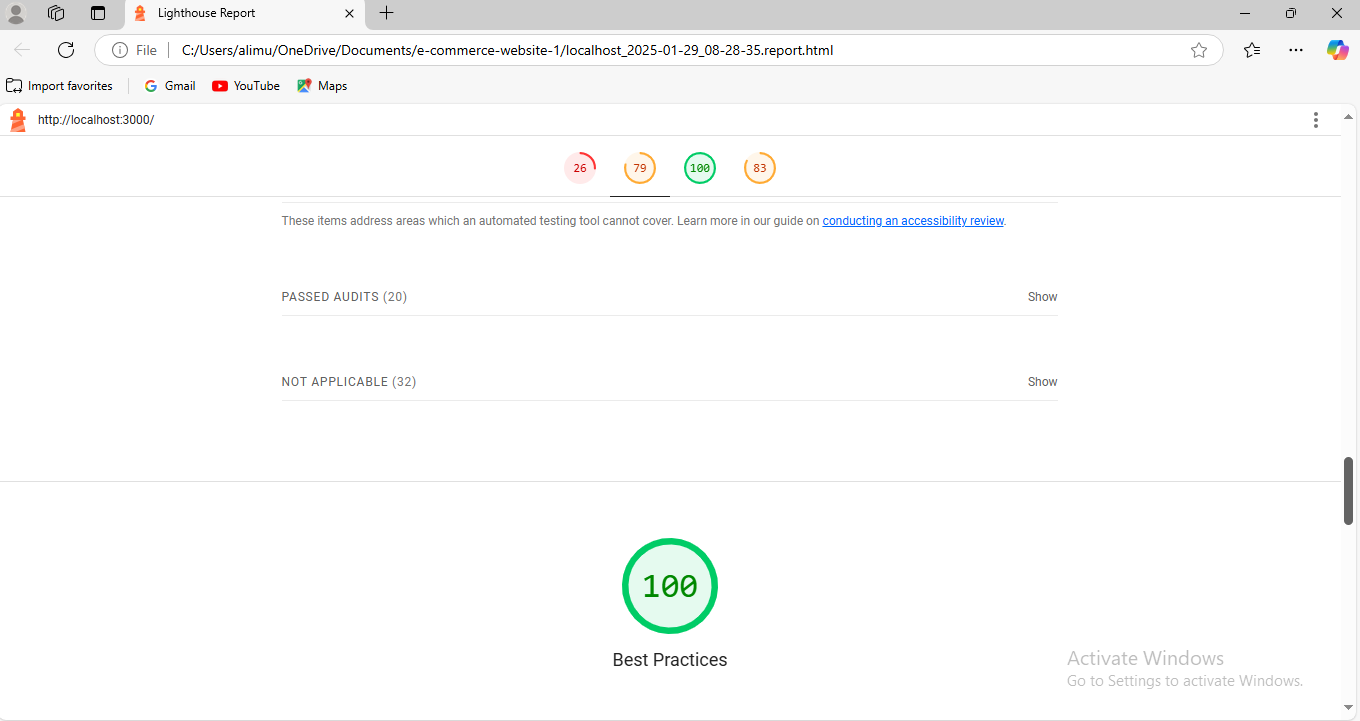 Lighthouse Report
File C:/Users/alimu/OneDrive/Documents/e-commerce-website-1/localhost_2025-01-29_08-28-35.report.html
Import favorites Gmail YouTube Maps
http://localhost:3000/
26 79 100 83
These items address areas which an automated testing tool cannot cover. Learn more in our guide on conducting an accessibility review.
PASSED AUDITS (20) Show
NOT APPLICABLE (32) Show
100
Best Practices
Activate Windows
Go to Settings to activate Windows.